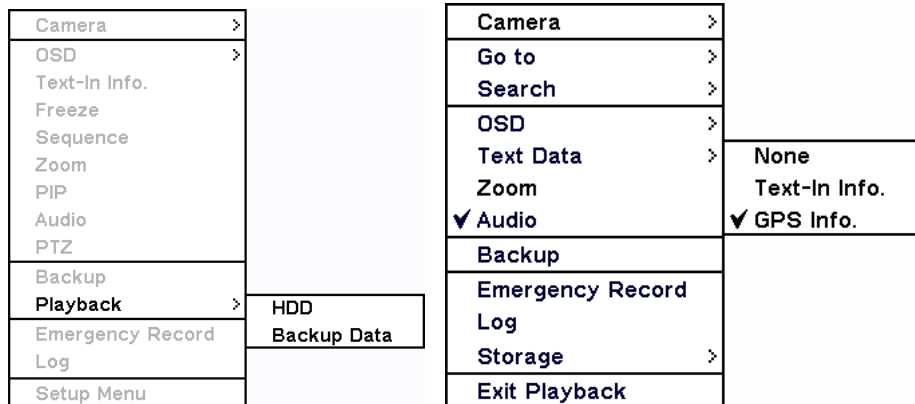 Camera >
OSD >
Text-In Info.
Freeze
Sequence
Zoom
PIP
Audio
PTZ
Backup
Playback >
HDD
Backup Data
Emergency Record
Log
Setup Menu
Camera >
Go to >
Search >
OSD >
Text Data >
None
Text-In Info.
✓ GPS Info.
Zoom
✓ Audio
Backup
Emergency Record
Log
Storage >
Exit Playback